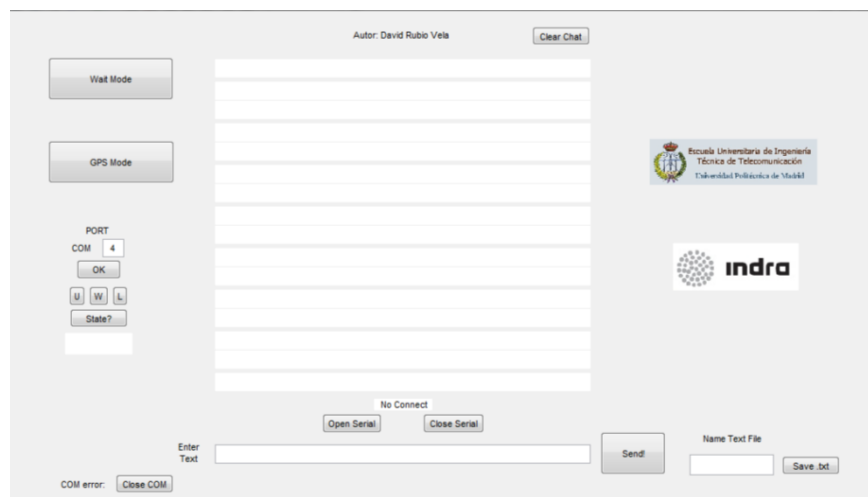 Autor: David Rubio Vela
Clear Chat
Wait Mode
GPS Mode
Escuela Universitaria de Ingeniería
Técnica de Telecomunicación
Universidad Politécnica de Madrid
PORT
COM 4
OK
U W L
State?
indra
No Connect
Open Serial Close Serial
Enter
Text
Send!
Name Text File
Save .txt
COM error: Close COM